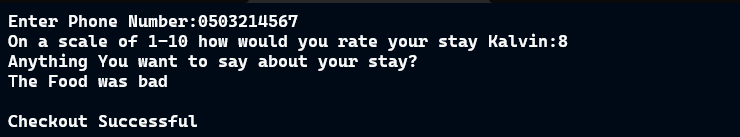 Enter Phone Number:0503214567
On a scale of 1-10 how would you rate your stay Kalvin:8
Anything You want to say about your stay?
The Food was bad
Checkout Successful